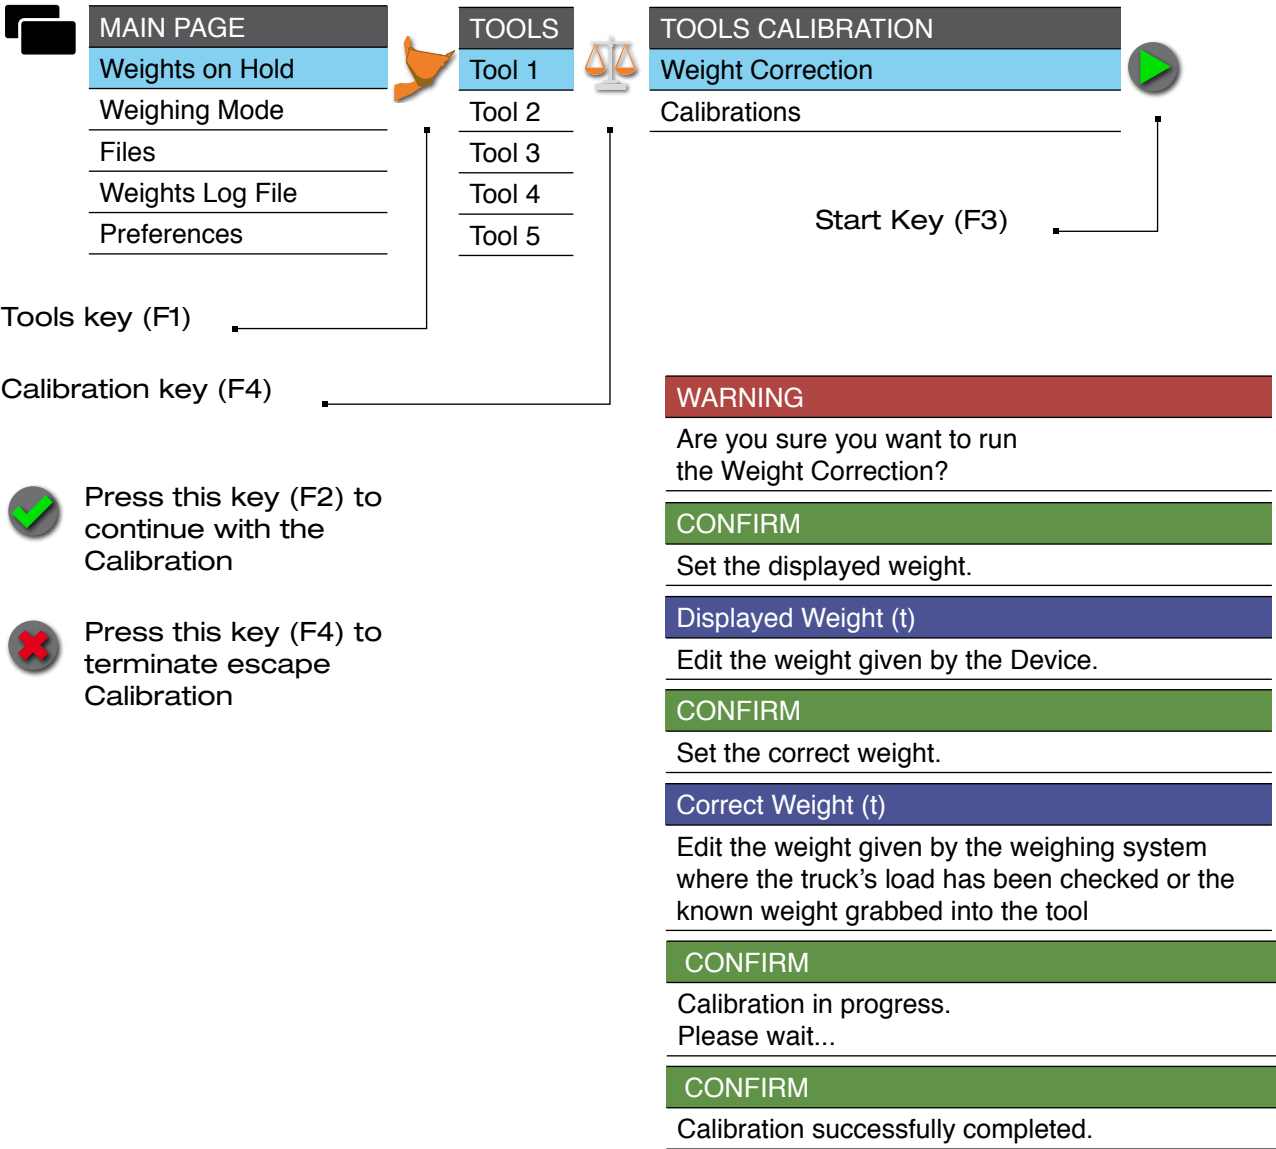 MAIN PAGE
Weights on Hold
Weighing Mode
Files
Weights Log File
Preferences
TOOLS
Tool 1
Tool 2
Tool 3
Tool 4
Tool 5
TOOLS CALIBRATION
Weight Correction
Calibrations
Start Key (F3)
Tools key (F1)
Calibration key (F4)
Press this key (F2) to
continue with the
Calibration
Press this key (F4) to
terminate escape
Calibration
WARNING
Are you sure you want to run
the Weight Correction?
CONFIRM
Set the displayed weight.
Displayed Weight (t)
Edit the weight given by the Device.
CONFIRM
Set the correct weight.
Correct Weight (t)
Edit the weight given by the weighing system
where the truck’s load has been checked or the
known weight grabbed into the tool
CONFIRM
Calibration in progress.
Please wait...
CONFIRM
Calibration successfully completed.